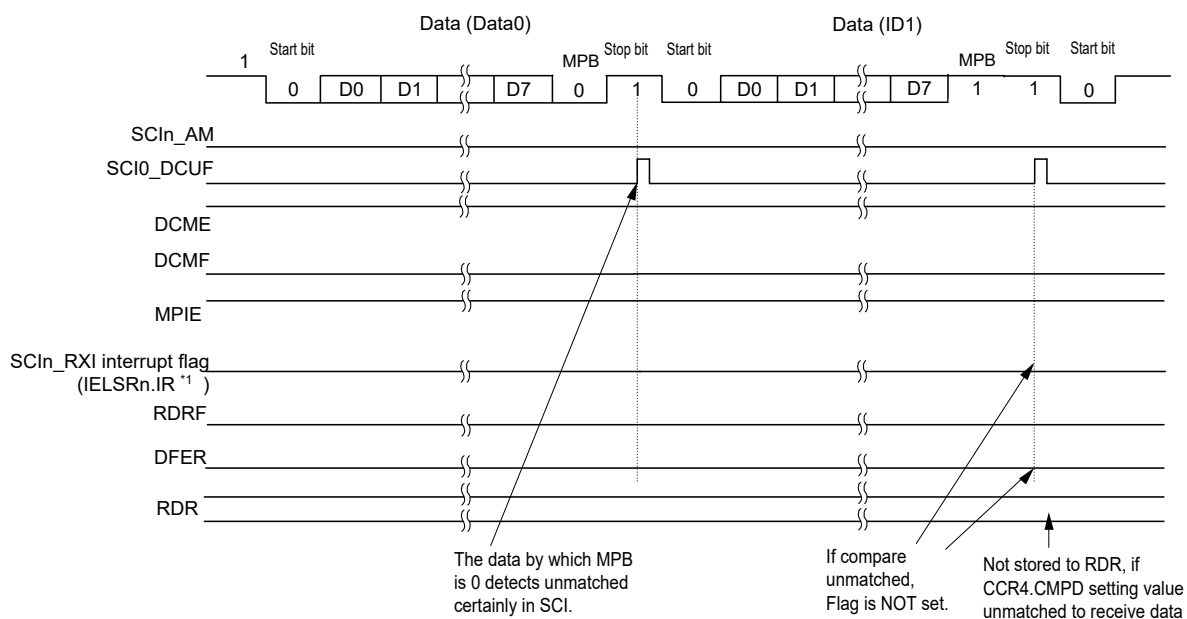 Data (Data0)
Data (ID1)
1
Start bit
MPB
Stop bit
Start bit
MPB
Stop bit
Start bit
0 D0 D1 D7 0 1 0 D0 D1 D7 1 1 0
SCIn_AM
SCI0_DCUF
DCME
DCMF
MPIE
SCIn_RXI interrupt flag
(IELSRn.IR *1 )
RDRF
DFER
RDR
The data by which MPB
is 0 detects unmatched
certainly in SCI.
If compare
unmatched,
Flag is NOT set.
Not stored to RDR, if
CCR4.CMPD setting value
unmatched to receive data